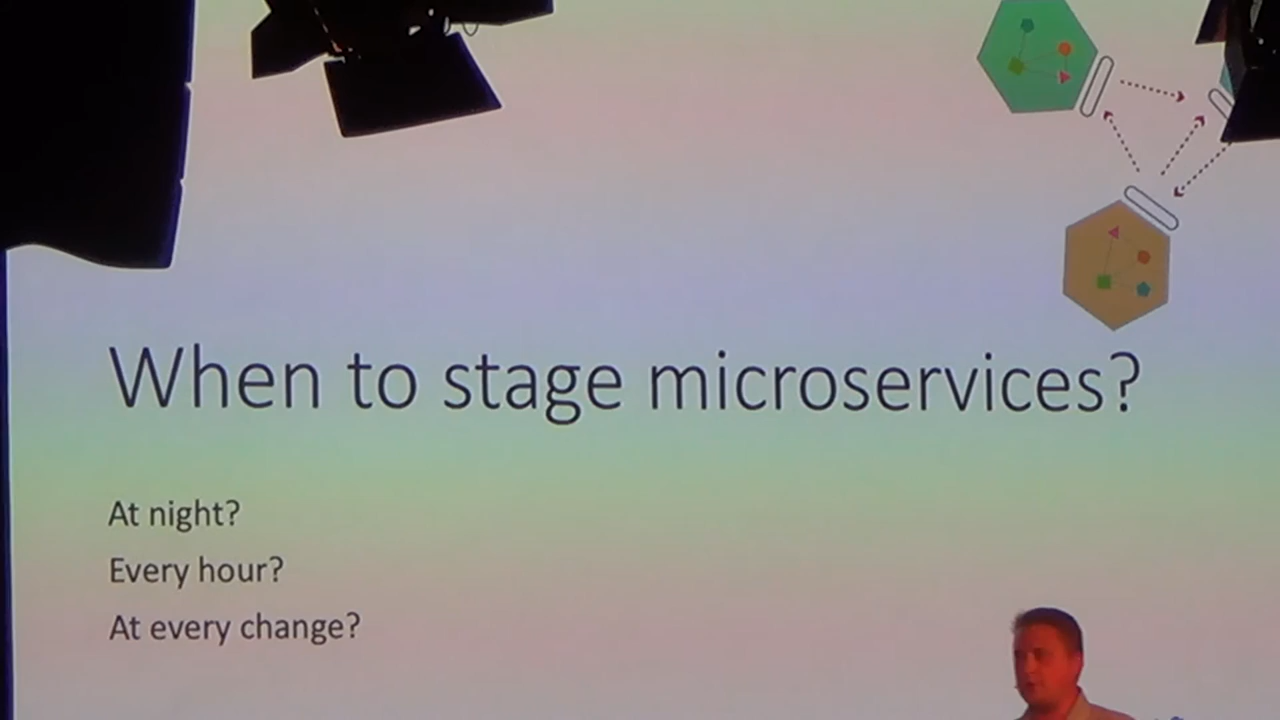 When to stage microservices?
At night?
Every hour?
At every change?